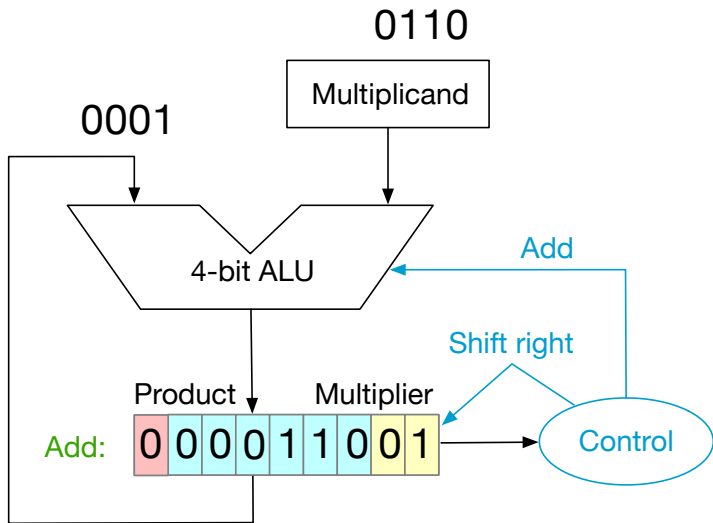 0110
Multiplicand
0001
4-bit ALU
Add
Shift right
Product
Multiplier
Add:
0 0 0 0 1 1 0 0 1
Control